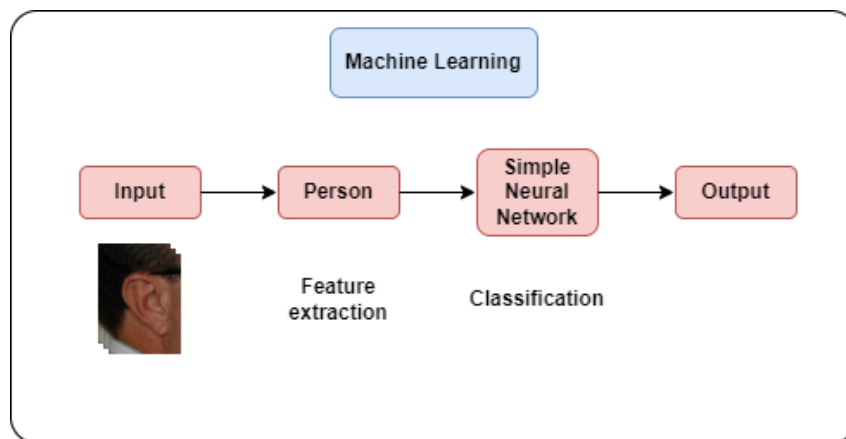 Machine Learning
Input
Person
Simple
Neural
Network
Output
Feature
extraction
Classification